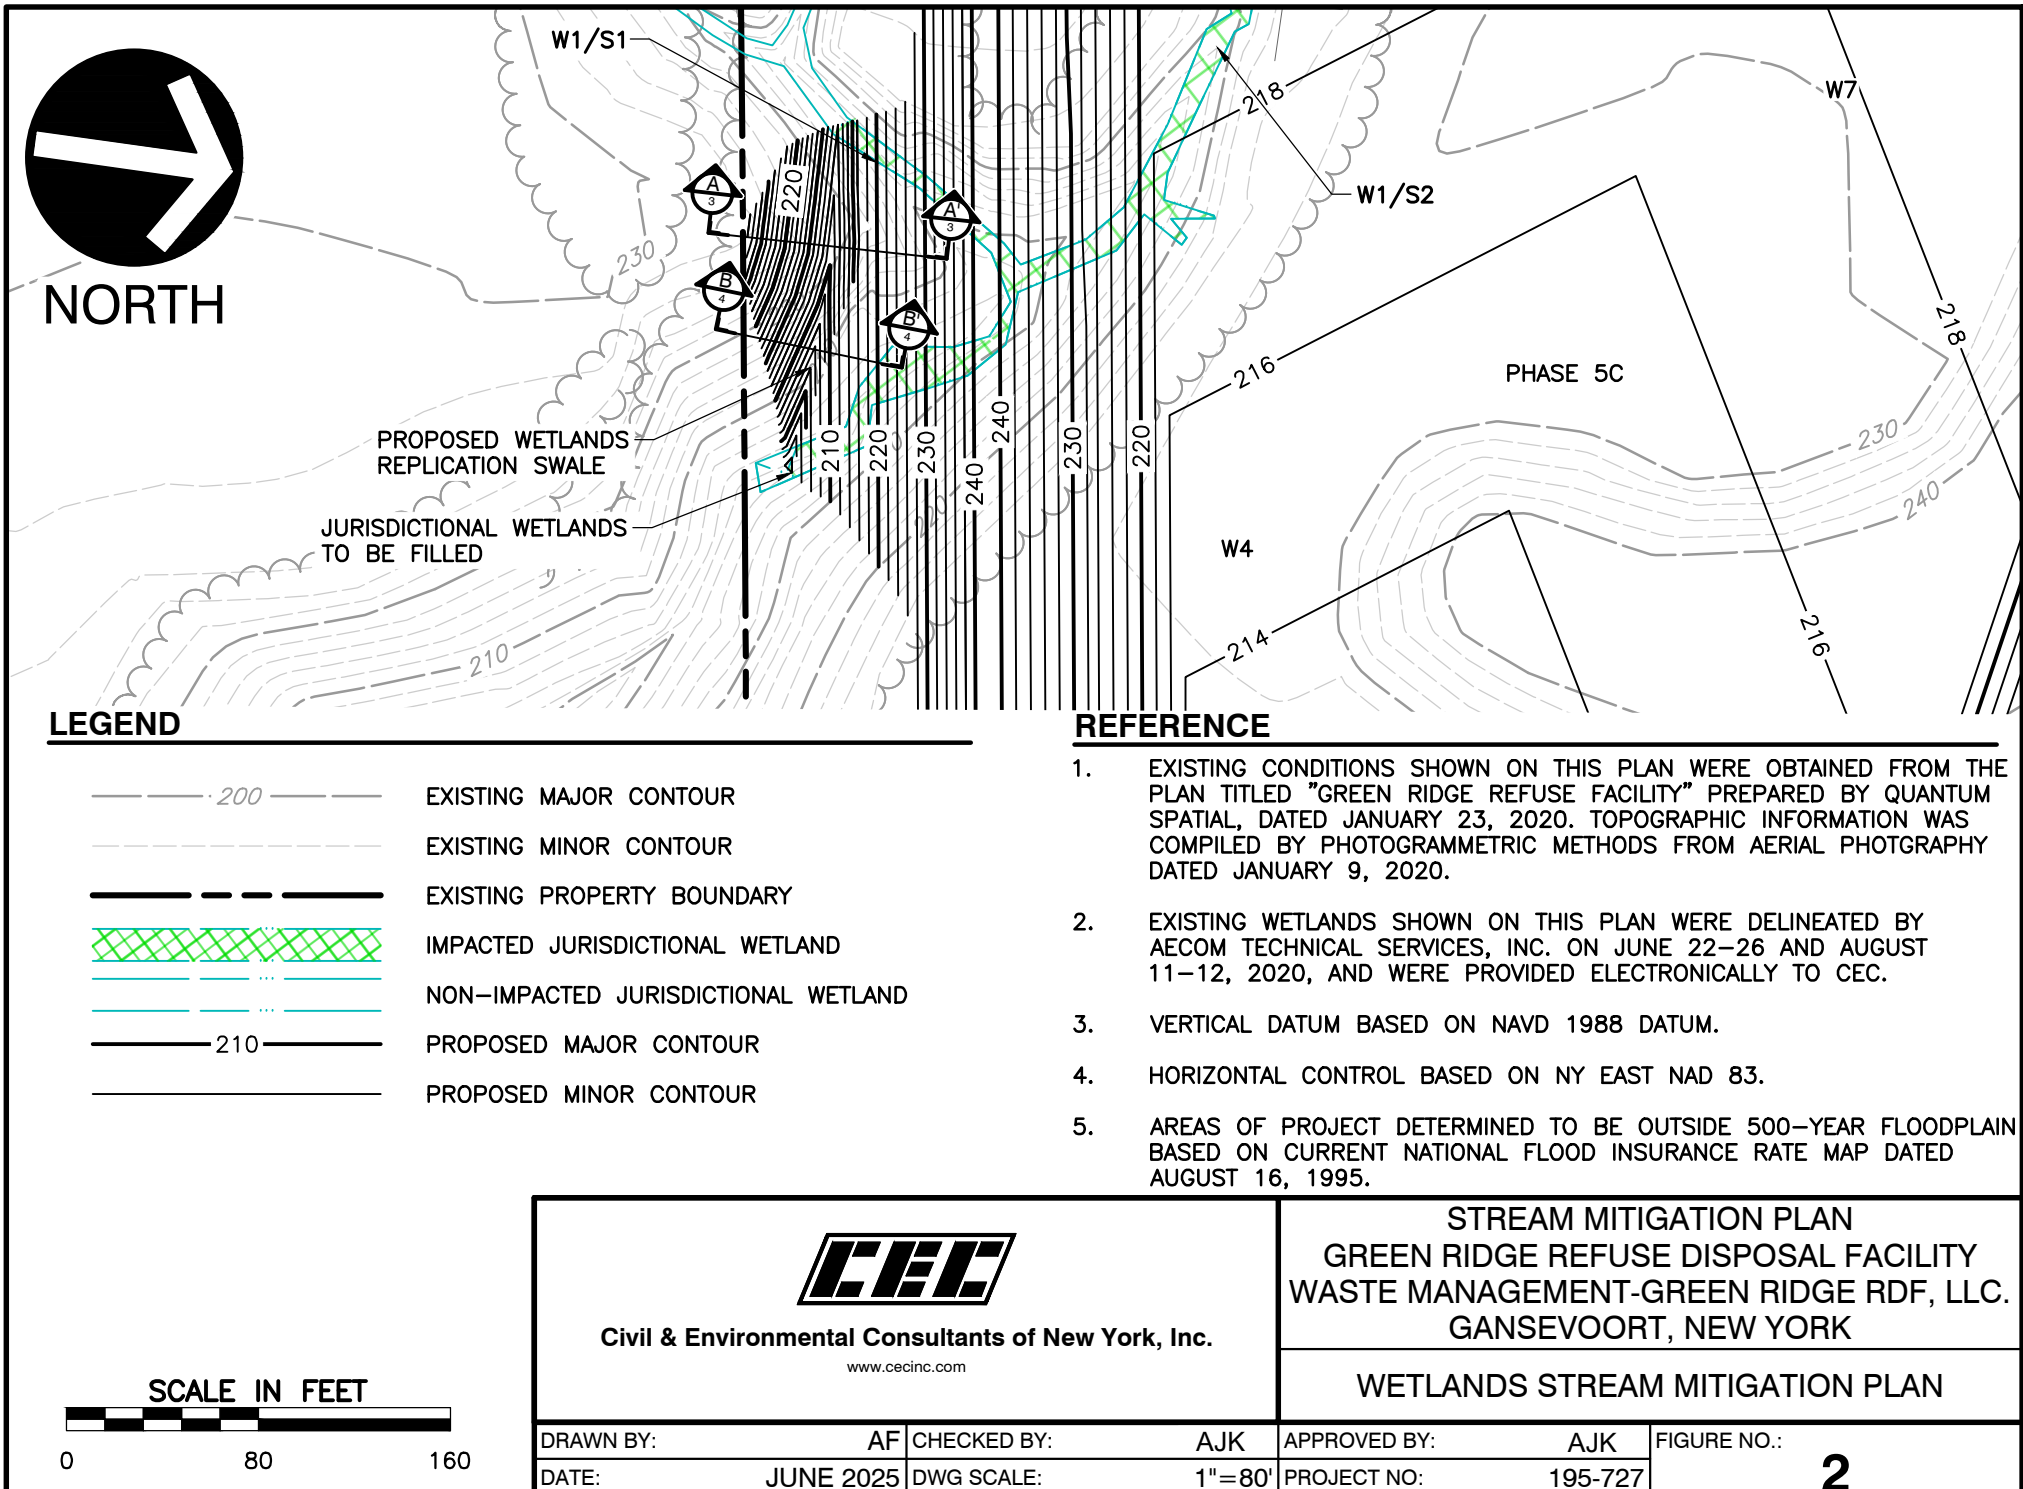 W1/S1
W7
218
W1/S2
220
A
3
A'
3
230
B
4
B'
4
NORTH
218
216
PHASE 5C
PROPOSED WETLANDS
REPLICATION SWALE
210
220
230
240
240
230
220
230
240
220
JURISDICTIONAL WETLANDS
TO BE FILLED
W4
210
214
216
LEGEND
200
EXISTING MAJOR CONTOUR
EXISTING MINOR CONTOUR
EXISTING PROPERTY BOUNDARY
IMPACTED JURISDICTIONAL WETLAND
NON-IMPACTED JURISDICTIONAL WETLAND
210
PROPOSED MAJOR CONTOUR
PROPOSED MINOR CONTOUR
REFERENCE
1. EXISTING CONDITIONS SHOWN ON THIS PLAN WERE OBTAINED FROM THE
PLAN TITLED "GREEN RIDGE REFUSE FACILITY" PREPARED BY QUANTUM
SPATIAL, DATED JANUARY 23, 2020. TOPOGRAPHIC INFORMATION WAS
COMPILED BY PHOTOGRAMMETRIC METHODS FROM AERIAL PHOTGRAPHY
DATED JANUARY 9, 2020.
2. EXISTING WETLANDS SHOWN ON THIS PLAN WERE DELINEATED BY
AECOM TECHNICAL SERVICES, INC. ON JUNE 22-26 AND AUGUST
11-12, 2020, AND WERE PROVIDED ELECTRONICALLY TO CEC.
3. VERTICAL DATUM BASED ON NAVD 1988 DATUM.
4. HORIZONTAL CONTROL BASED ON NY EAST NAD 83.
5. AREAS OF PROJECT DETERMINED TO BE OUTSIDE 500-YEAR FLOODPLAIN
BASED ON CURRENT NATIONAL FLOOD INSURANCE RATE MAP DATED
AUGUST 16, 1995.
SCALE IN FEET
0 80 160
CEC
Civil & Environmental Consultants of New York, Inc.
www.cecinc.com
STREAM MITIGATION PLAN
GREEN RIDGE REFUSE DISPOSAL FACILITY
WASTE MANAGEMENT-GREEN RIDGE RDF, LLC.
GANSEVOORT, NEW YORK
WETLANDS STREAM MITIGATION PLAN
DRAWN BY: AF CHECKED BY: AJK APPROVED BY: AJK FIGURE NO.:
DATE: JUNE 2025 DWG SCALE: 1"=80' PROJECT NO: 195-727 2